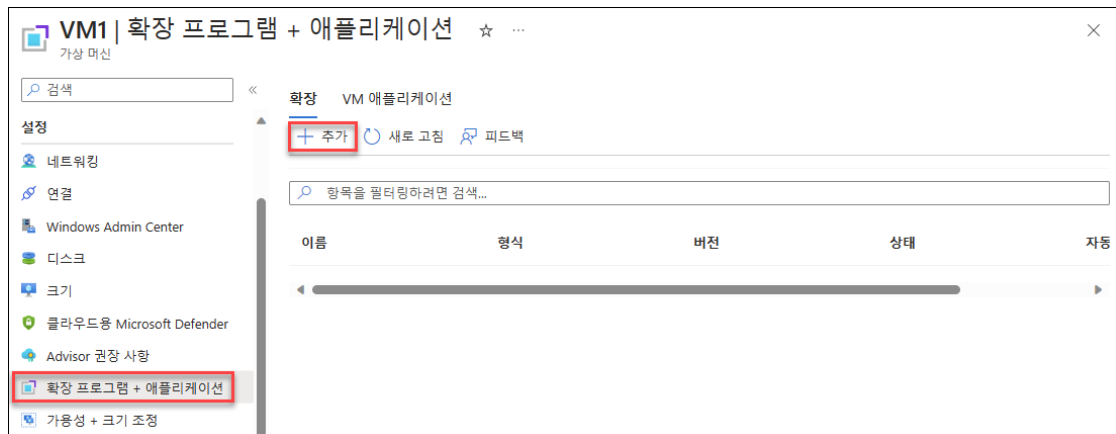 VM1 | 확장 프로그램 + 애플리케이션 ☆ ...
가상 머신
검색 «
확장 VM 애플리케이션
설정
+ 추가 새로 고침 피드백
네트워킹
연결
항목을 필터링하려면 검색...
Windows Admin Center
이름 형식 버전 상태 자동
디스크
크기
클라우드용 Microsoft Defender
Advisor 권장 사항
확장 프로그램 + 애플리케이션
가용성 + 크기 조정